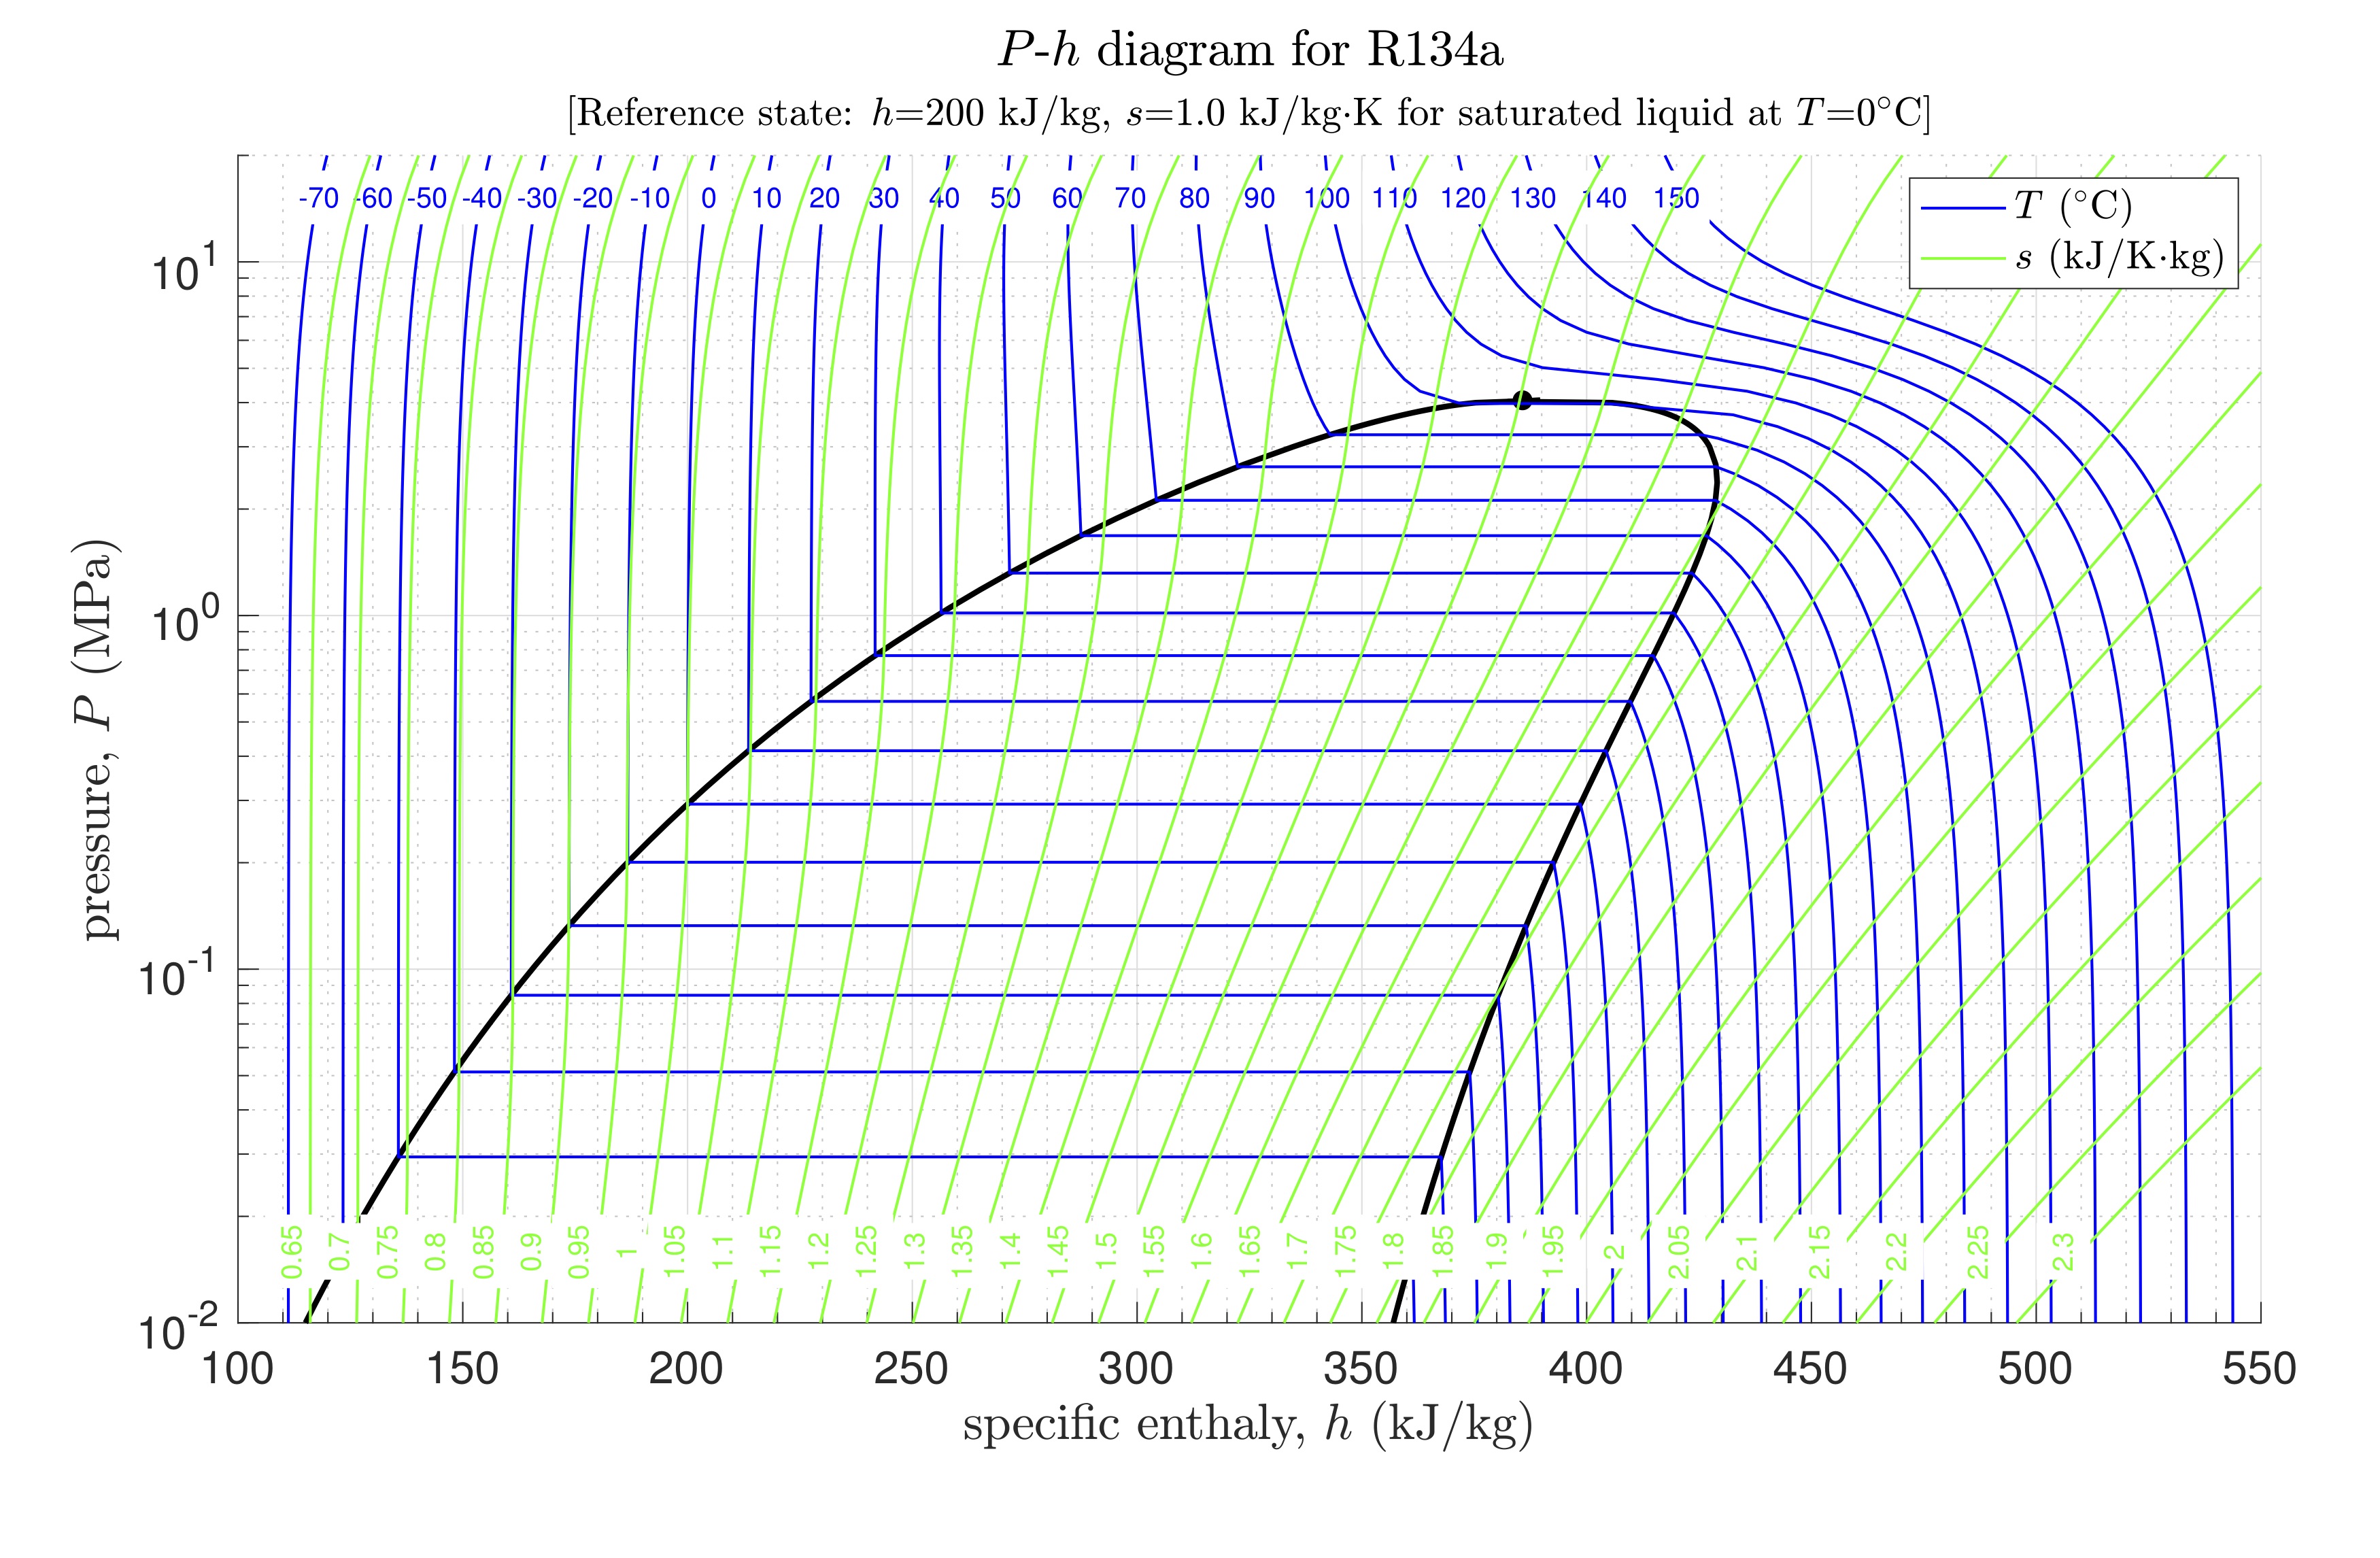 P-h diagram for R134a
[Reference state: h=200 kJ/kg, s=1.0 kJ/kg·K for saturated liquid at T=0°C]
-70 -60 -50 -40 -30 -20 -10 0 10 20 30 40 50 60 70 80 90 100 110 120 130 140 150
T (°C)
s (kJ/K·kg)
10^1
10^0
10^-1
10^-2
pressure, P (MPa)
0.65 0.7 0.75 0.8 0.85 0.9 0.95 1 1.05 1.1 1.15 1.2 1.25 1.3 1.35 1.4 1.45 1.5 1.55 1.6 1.65 1.7 1.75 1.8 1.85 1.9 1.95 2 2.05 2.1 2.15 2.2 2.25 2.3
100 150 200 250 300 350 400 450 500 550
specific enthaly, h (kJ/kg)